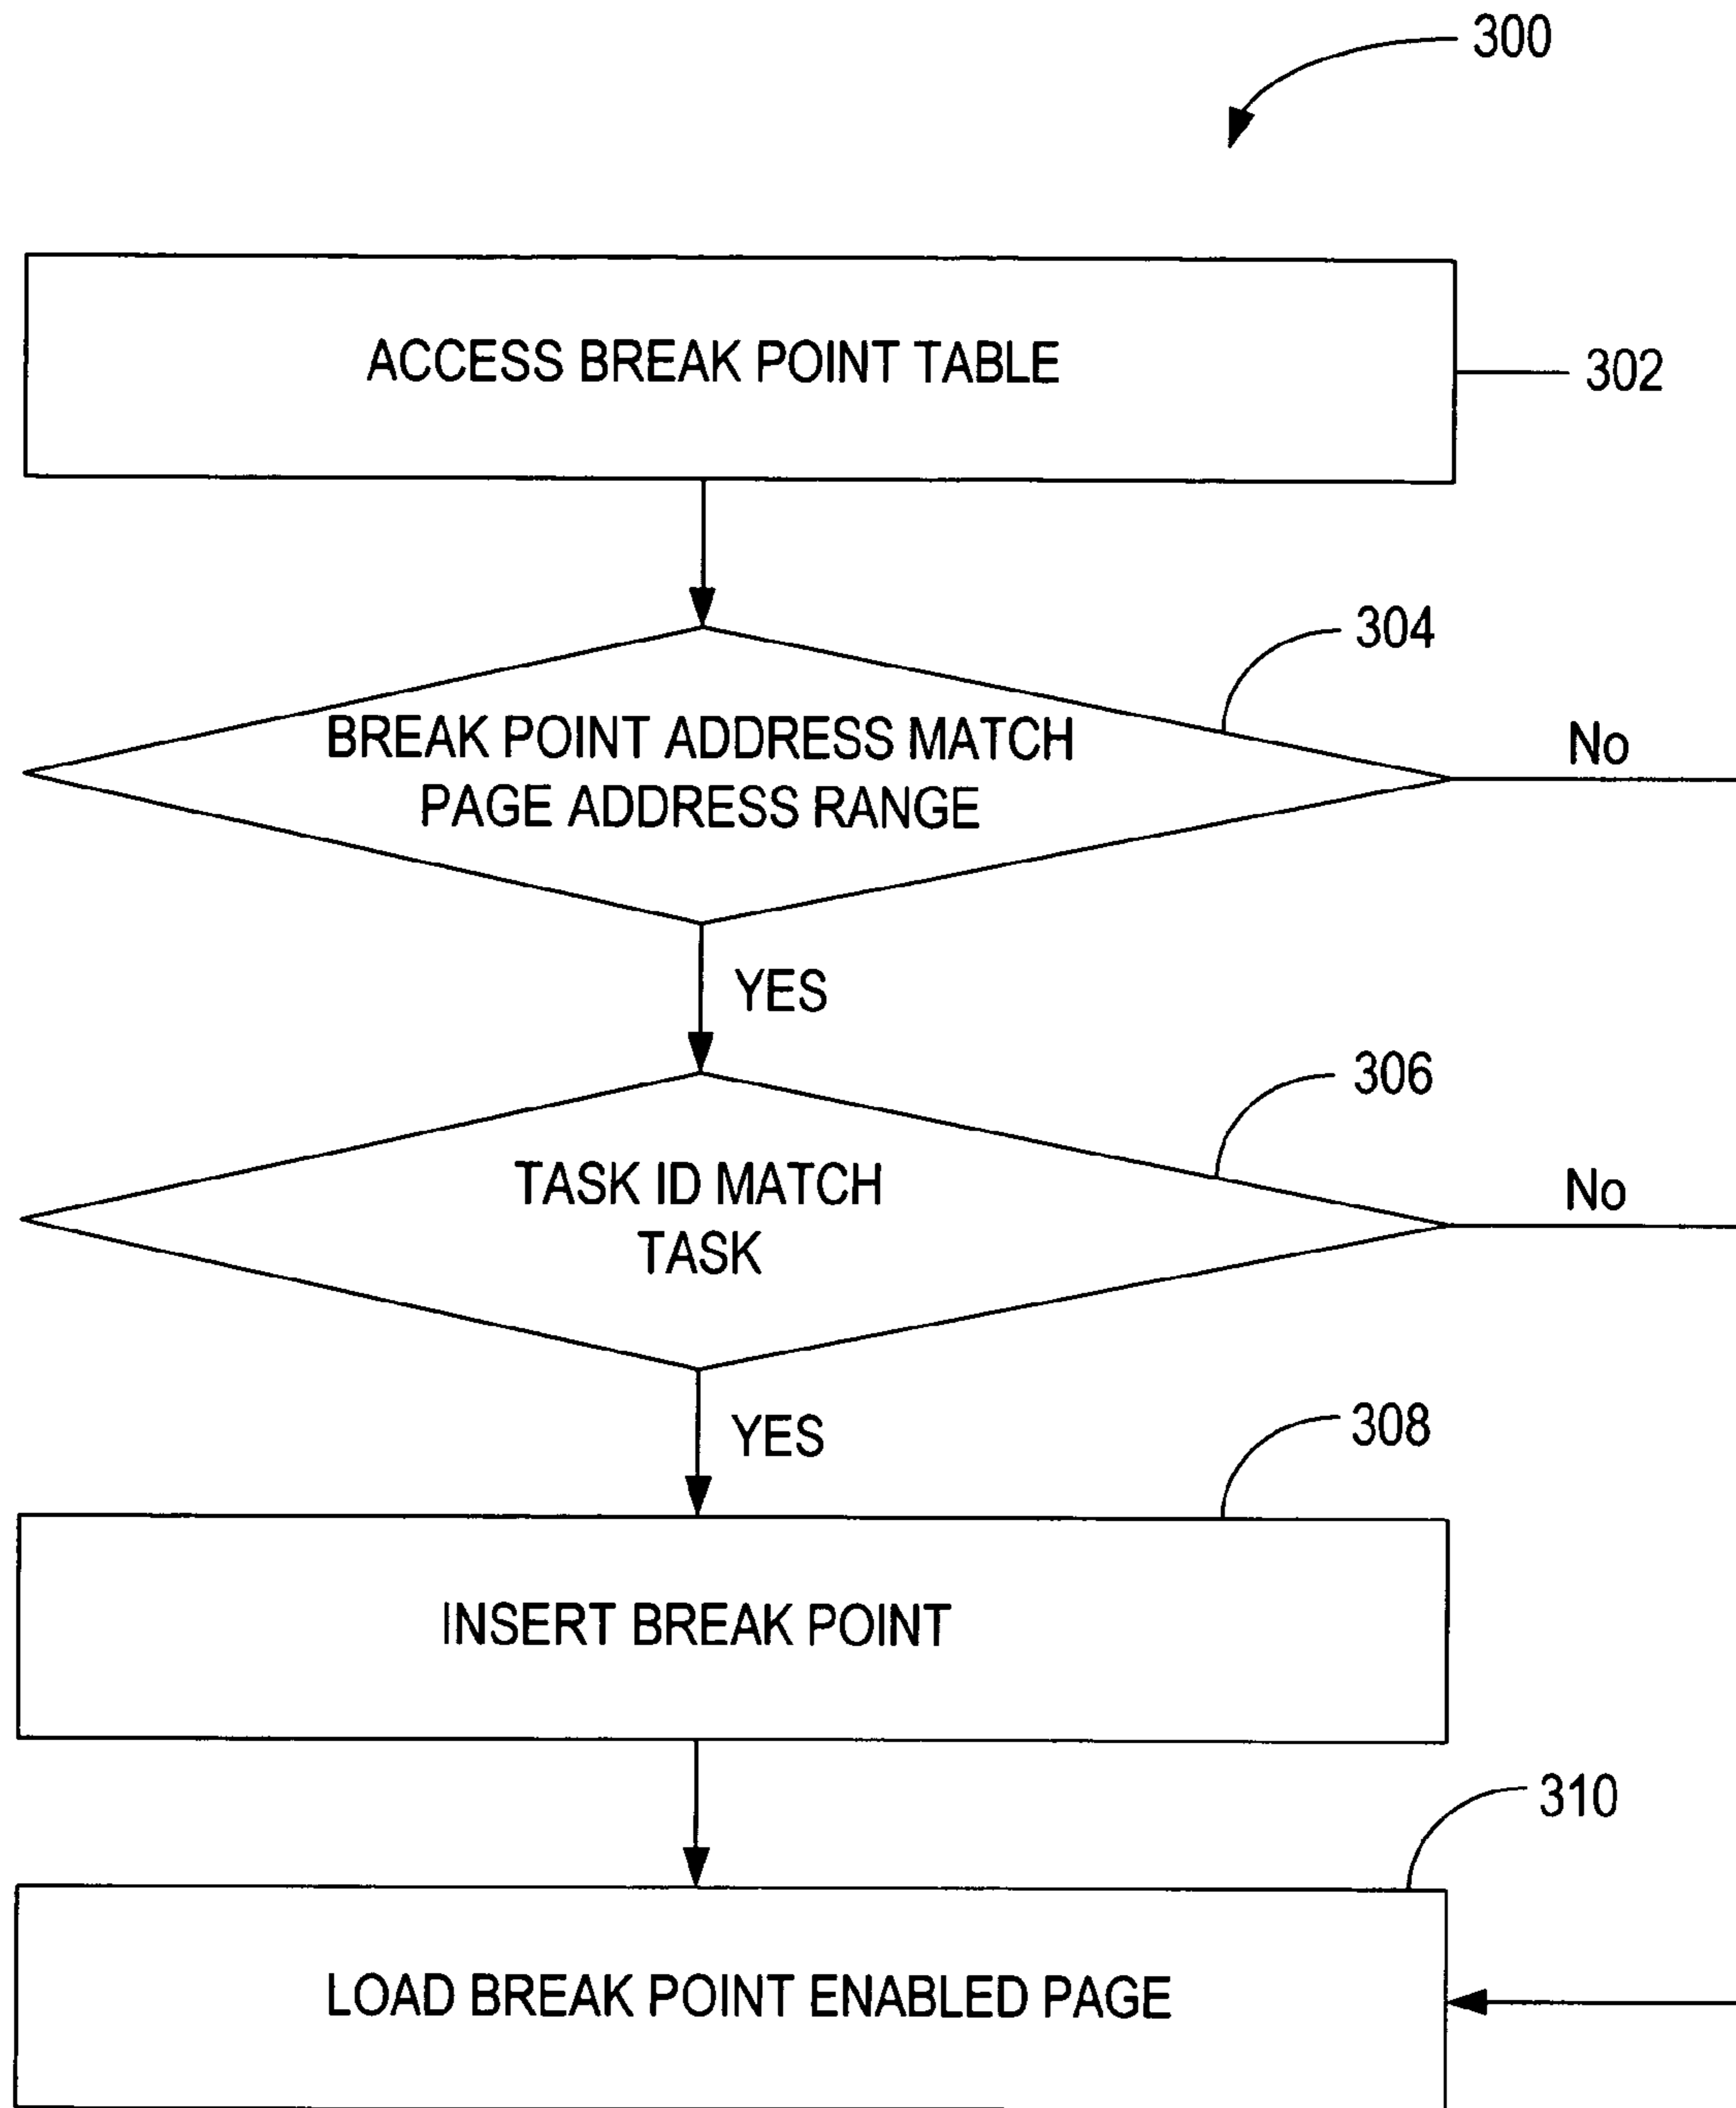 300
ACCESS BREAK POINT TABLE
302
304
BREAK POINT ADDRESS MATCH
PAGE ADDRESS RANGE
No
YES
306
TASK ID MATCH
TASK
No
YES
308
INSERT BREAK POINT
310
LOAD BREAK POINT ENABLED PAGE